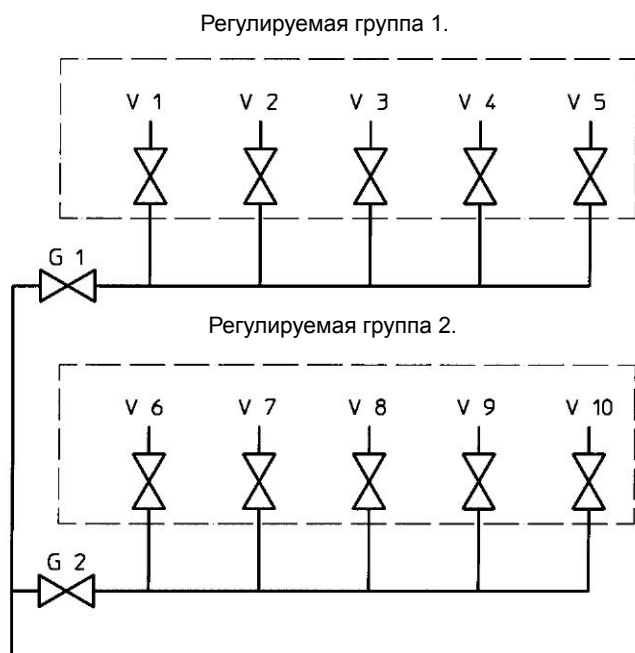 Регулируемая группа 1.
V 1 V 2 V 3 V 4 V 5
G 1
Регулируемая группа 2.
V 6 V 7 V 8 V 9 V 10
G 2